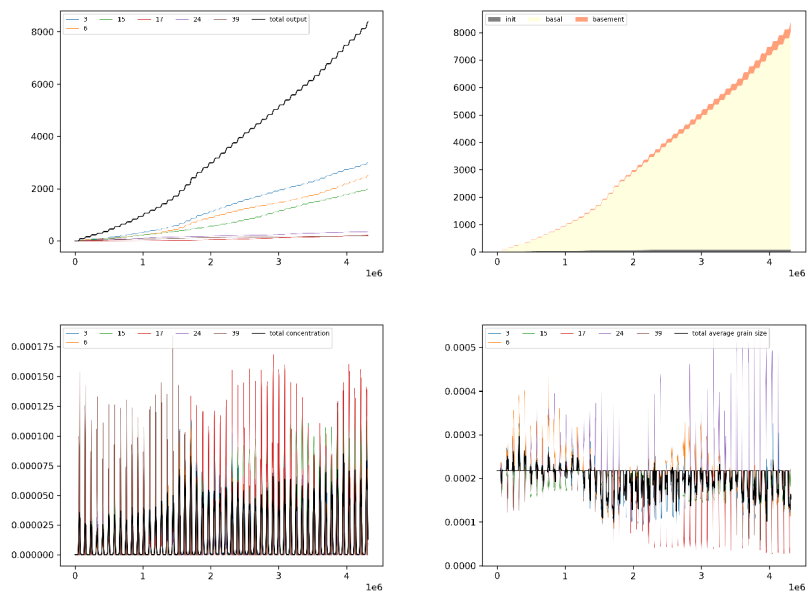 3 15 17 24 39 total output
6
8000
6000
4000
2000
0
0 1 2 3 4
1e6
init basal basement
8000
7000
6000
5000
4000
3000
2000
1000
0
0 1 2 3 4
1e6
3 15 17 24 39 total concentration
6
0.000175
0.000150
0.000125
0.000100
0.000075
0.000050
0.000025
0.000000
0 1 2 3 4
1e6
3 15 17 24 39 total average grain size
6
0.0005
0.0004
0.0003
0.0002
0.0001
0.0000
0 1 2 3 4
1e6